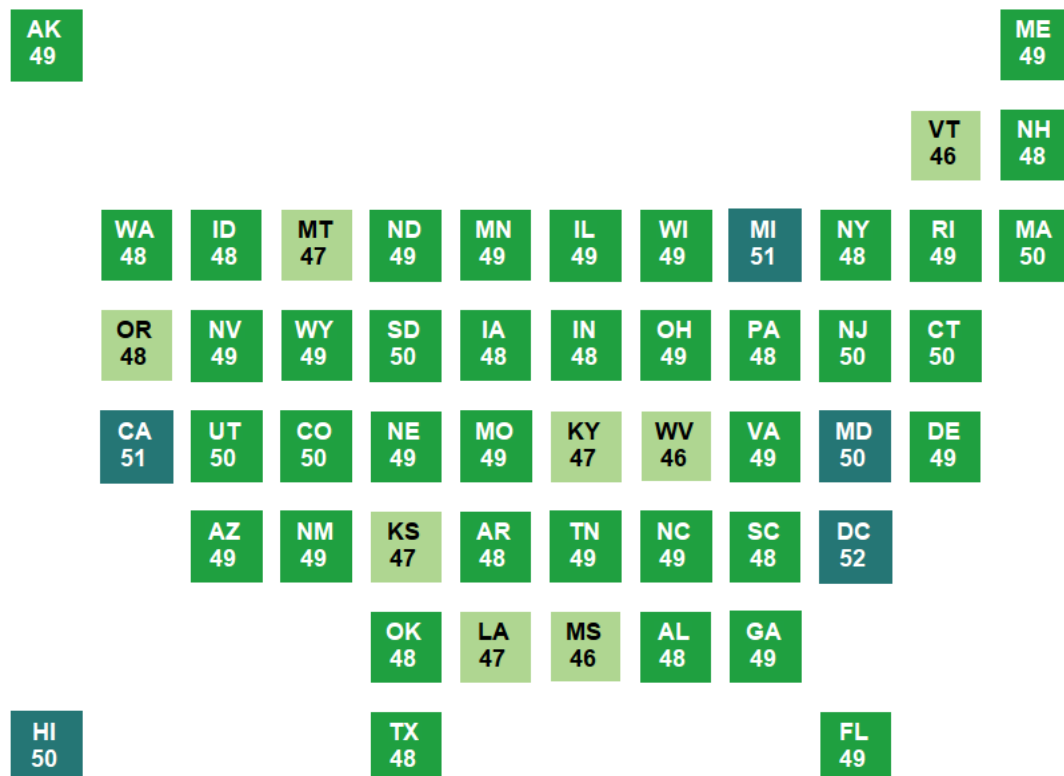 AK
49
ME
49
VT
46
NH
48
WA
48
ID
48
MT
47
ND
49
MN
49
IL
49
WI
49
MI
51
NY
48
RI
49
MA
50
OR
48
NV
49
WY
49
SD
50
IA
48
IN
48
OH
49
PA
48
NJ
50
CT
50
CA
51
UT
50
CO
50
NE
49
MO
49
KY
47
WV
46
VA
49
MD
50
DE
49
AZ
49
NM
49
KS
47
AR
48
TN
49
NC
49
SC
48
DC
52
OK
48
LA
47
MS
46
AL
48
GA
49
HI
50
TX
48
FL
49